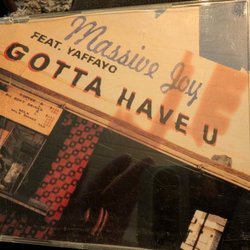 Massive Joy
FEAT. YAFFAYO
GOTTA HAVE U